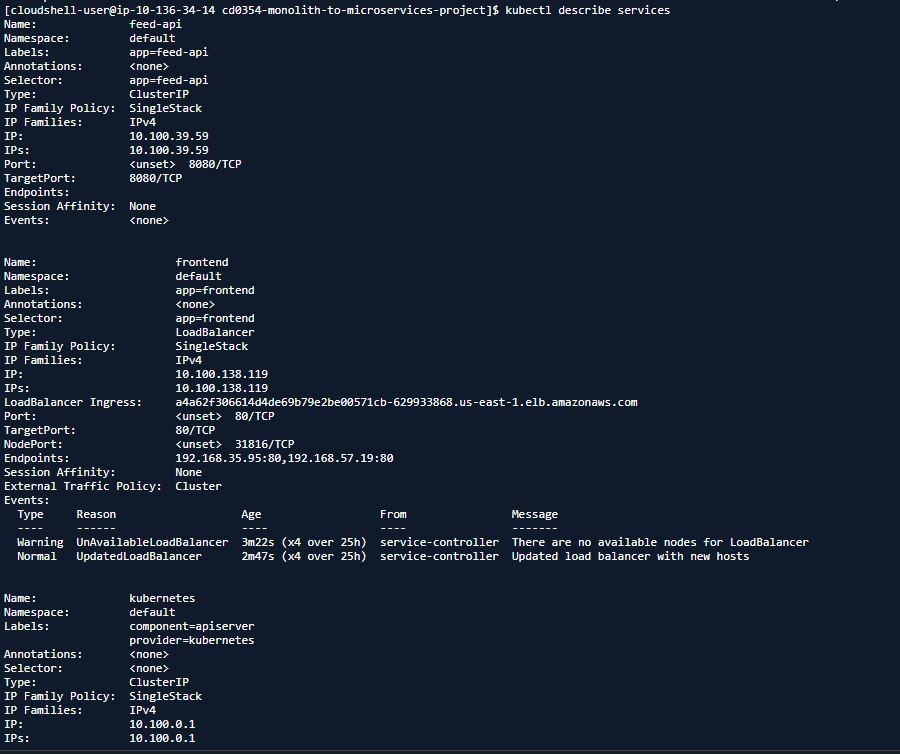 [cloudshell-user@ip-10-136-34-14 cd0354-monolith-to-microservices-project]$ kubectl describe services
Name:              feed-api
Namespace:         default
Labels:            app=feed-api
Annotations:       <none>
Selector:          app=feed-api
Type:              ClusterIP
IP Family Policy:  SingleStack
IP Families:       IPv4
IP:                10.100.39.59
IPs:               10.100.39.59
Port:              <unset>  8080/TCP
TargetPort:        8080/TCP
Endpoints:
Session Affinity:  None
Events:            <none>
Name:                     frontend
Namespace:                default
Labels:                   app=frontend
Annotations:              <none>
Selector:                 app=frontend
Type:                     LoadBalancer
IP Family Policy:         SingleStack
IP Families:              IPv4
IP:                       10.100.138.119
IPs:                      10.100.138.119
LoadBalancer Ingress:     a4a62f306614d4de69b79e2be00571cb-629933868.us-east-1.elb.amazonaws.com
Port:                     <unset>  80/TCP
TargetPort:               80/TCP
NodePort:                 <unset>  31816/TCP
Endpoints:                192.168.35.95:80,192.168.57.19:80
Session Affinity:         None
External Traffic Policy:  Cluster
Events:
  Type     Reason                   Age                  From                Message
  ----     ------                   ----                 ----                -------
  Warning  UnAvailableLoadBalancer  3m22s (x4 over 25h)  service-controller  There are no available nodes for LoadBalancer
  Normal   UpdatedLoadBalancer      2m47s (x4 over 25h)  service-controller  Updated load balancer with new hosts
Name:              kubernetes
Namespace:         default
Labels:            component=apiserver
                   provider=kubernetes
Annotations:       <none>
Selector:          <none>
Type:              ClusterIP
IP Family Policy:  SingleStack
IP Families:       IPv4
IP:                10.100.0.1
IPs:               10.100.0.1